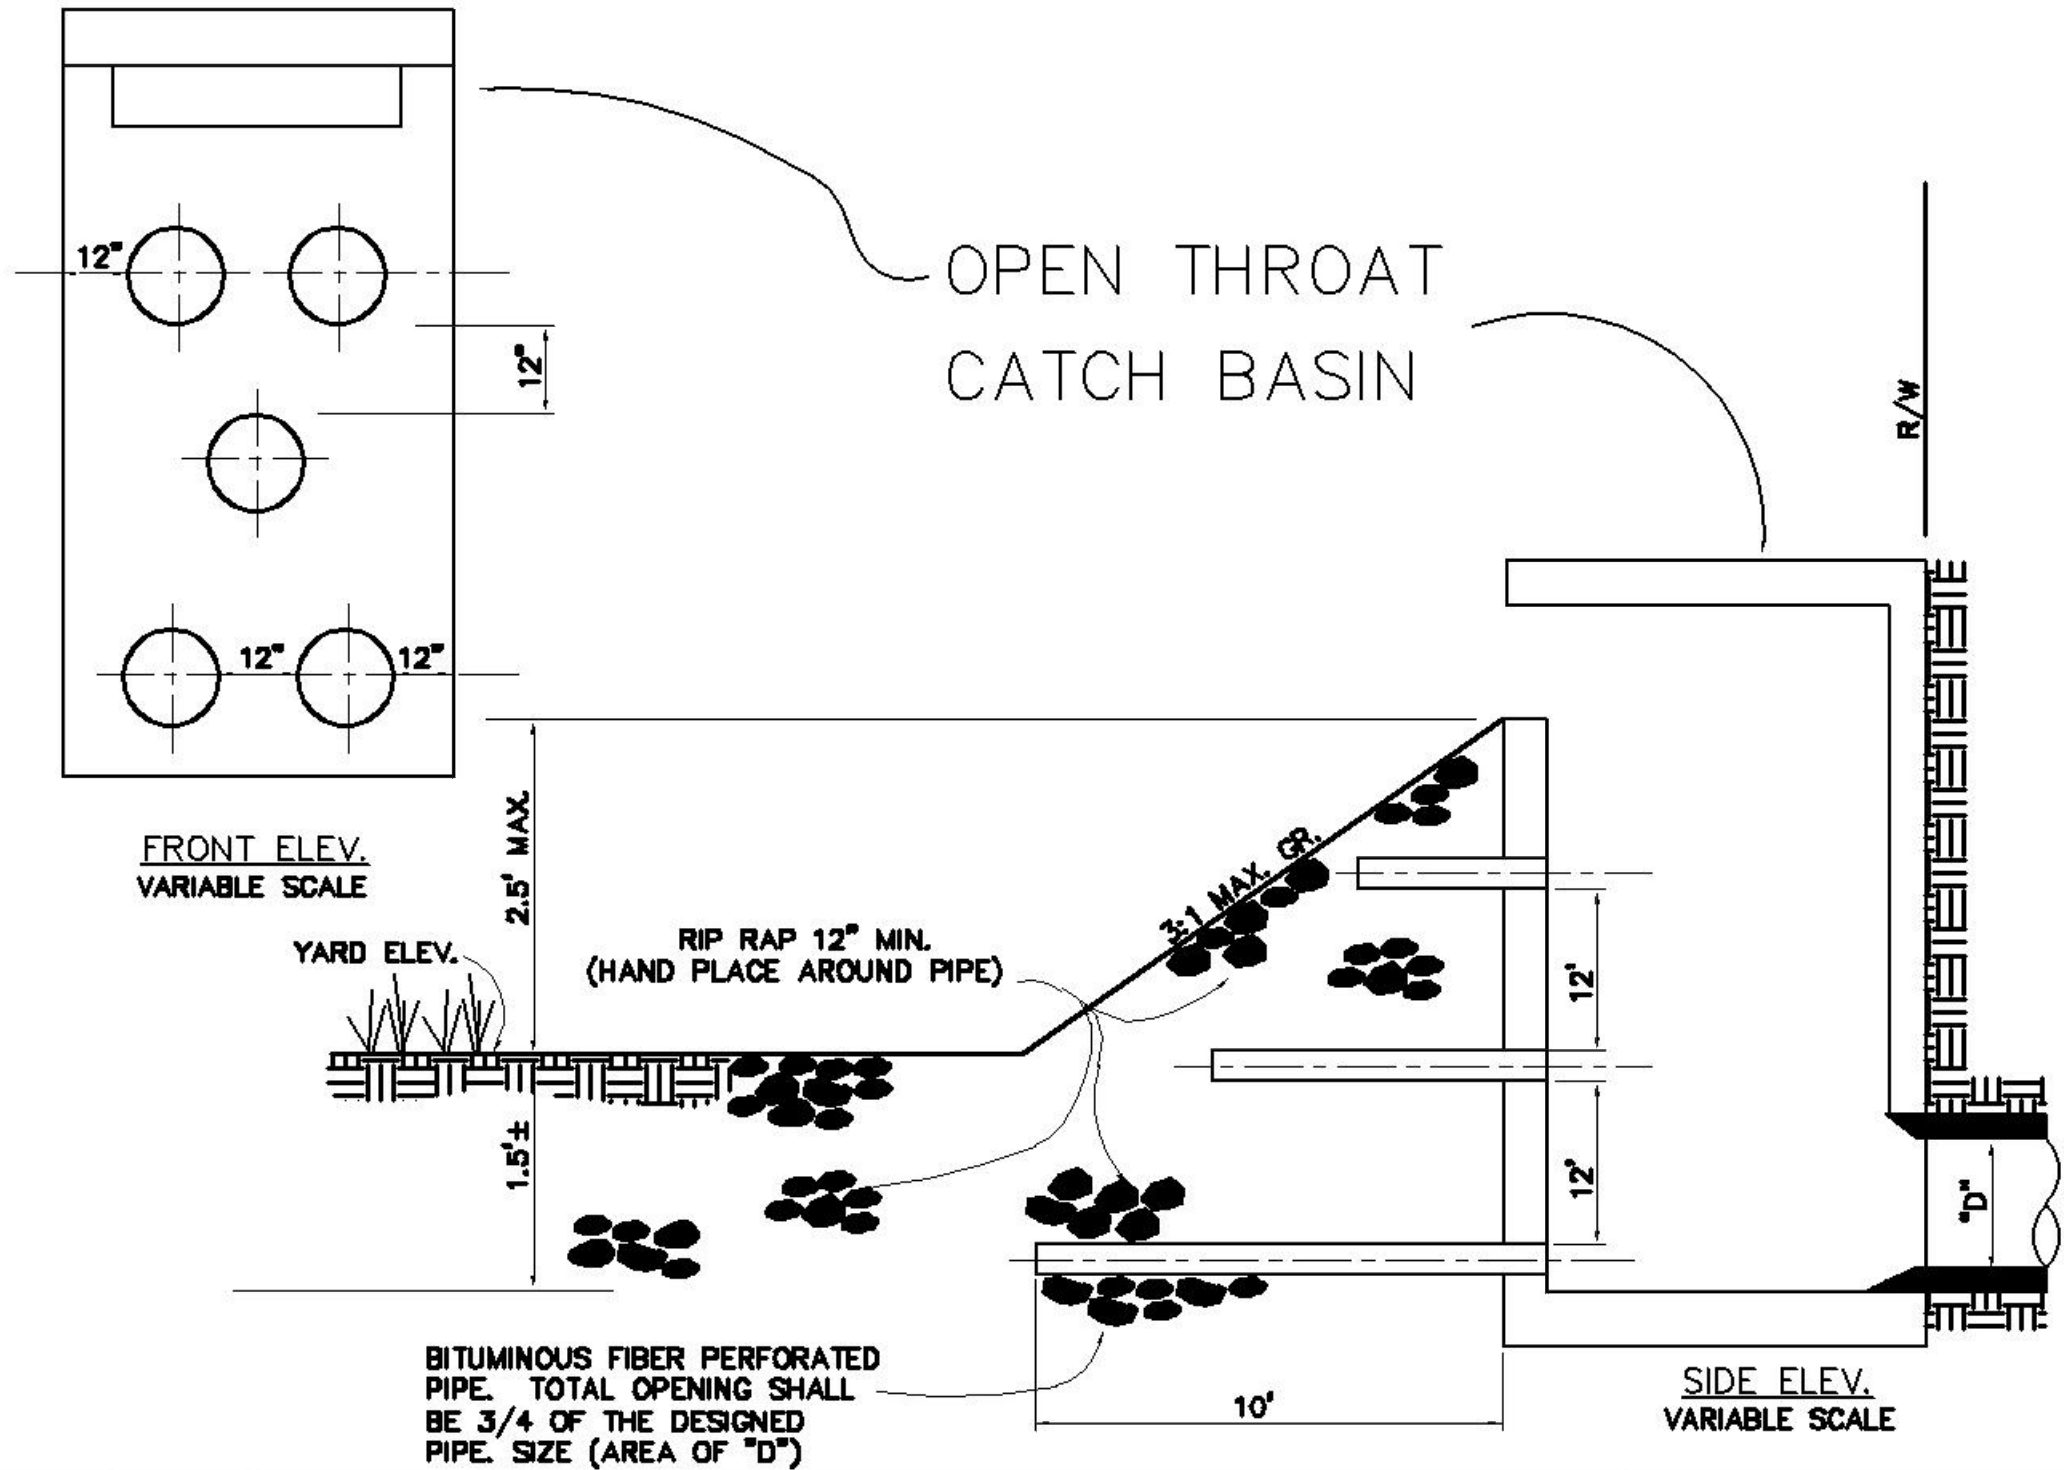 12"
12"
12"
12"
FRONT ELEV.
VARIABLE SCALE
OPEN THROAT
CATCH BASIN
R/W
2.5' MAX.
YARD ELEV.
RIP RAP 12" MIN.
(HAND PLACE AROUND PIPE)
3:1 MAX. GR.
1.5'±
12'
12'
"D"
10'
BITUMINOUS FIBER PERFORATED
PIPE. TOTAL OPENING SHALL
BE 3/4 OF THE DESIGNED
PIPE. SIZE (AREA OF "D")
SIDE ELEV.
VARIABLE SCALE